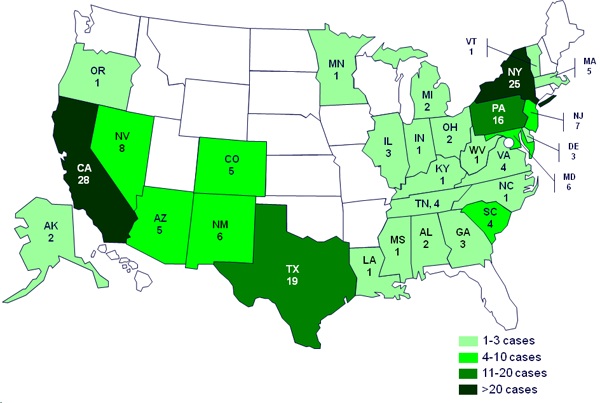 VT
1
MA
5
MN
1
OR
1
NY
25
MI
2
PA
16
NJ
7
NV
8
OH
2
IL
3
IN
1
DE
3
CO
5
WV
1
VA
4
MD
6
KY
1
CA
28
NC
1
TN, 4
AZ
5
NM
6
SC
4
AK
2
MS
1
AL
2
GA
3
LA
1
TX
19
1-3 cases
4-10 cases
11-20 cases
>20 cases